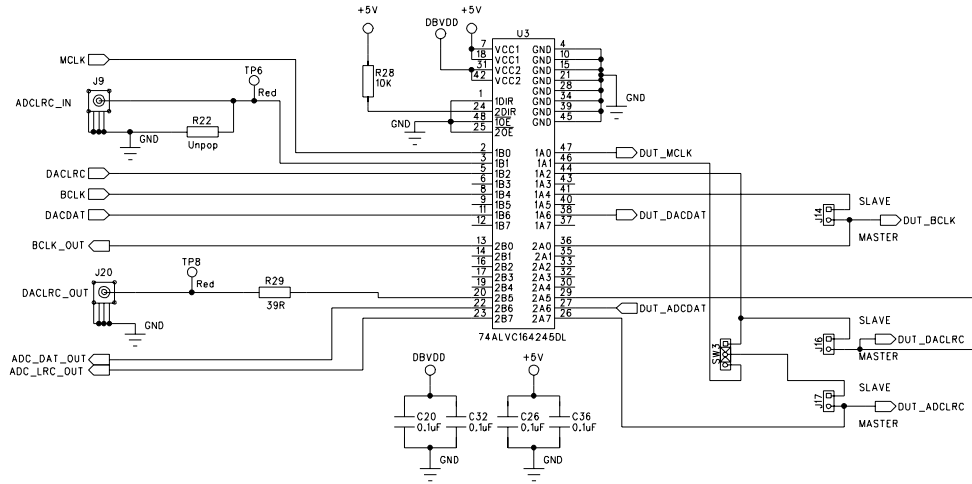 +5V
+5V
DBVDD
U3
7 VCC1 GND 4
18 VCC1 GND 10
31 VCC2 GND 15
42 VCC2 GND 21
GND 28
1 1DIR GND 34
24 2DIR GND 39
48 1OE GND 45
25 2OE
GND
GND
R28
10K
MCLK
J9
ADCLRC_IN
TP6
Red
R22
Unpop
GND
DACLRC
BCLK
DACDAT
BCLK_OUT
2 1B0 1A0 47
3 1B1 1A1 46
5 1B2 1A2 44
6 1B3 1A3 43
8 1B4 1A4 41
9 1B5 1A5 40
11 1B6 1A6 38
12 1B7 1A7 37
13 2B0 2A0 36
14 2B1 2A1 35
16 2B2 2A2 33
17 2B3 2A3 32
19 2B4 2A4 30
20 2B5 2A5 29
22 2B6 2A6 27
23 2B7 2A7 26
74ALVC164245DL
DUT_MCLK
DUT_DACDAT
DUT_ADCDAT
J14
SLAVE
DUT_BCLK
MASTER
J20
DACLRC_OUT
TP8
Red
R29
39R
GND
ADC_DAT_OUT
ADC_LRC_OUT
SW3
J16
SLAVE
DUT_DACLRC
MASTER
J17
SLAVE
DUT_ADCLRC
MASTER
DBVDD
+5V
C20
0.1uF
C32
0.1uF
C26
0.1uF
C36
0.1uF
GND
GND